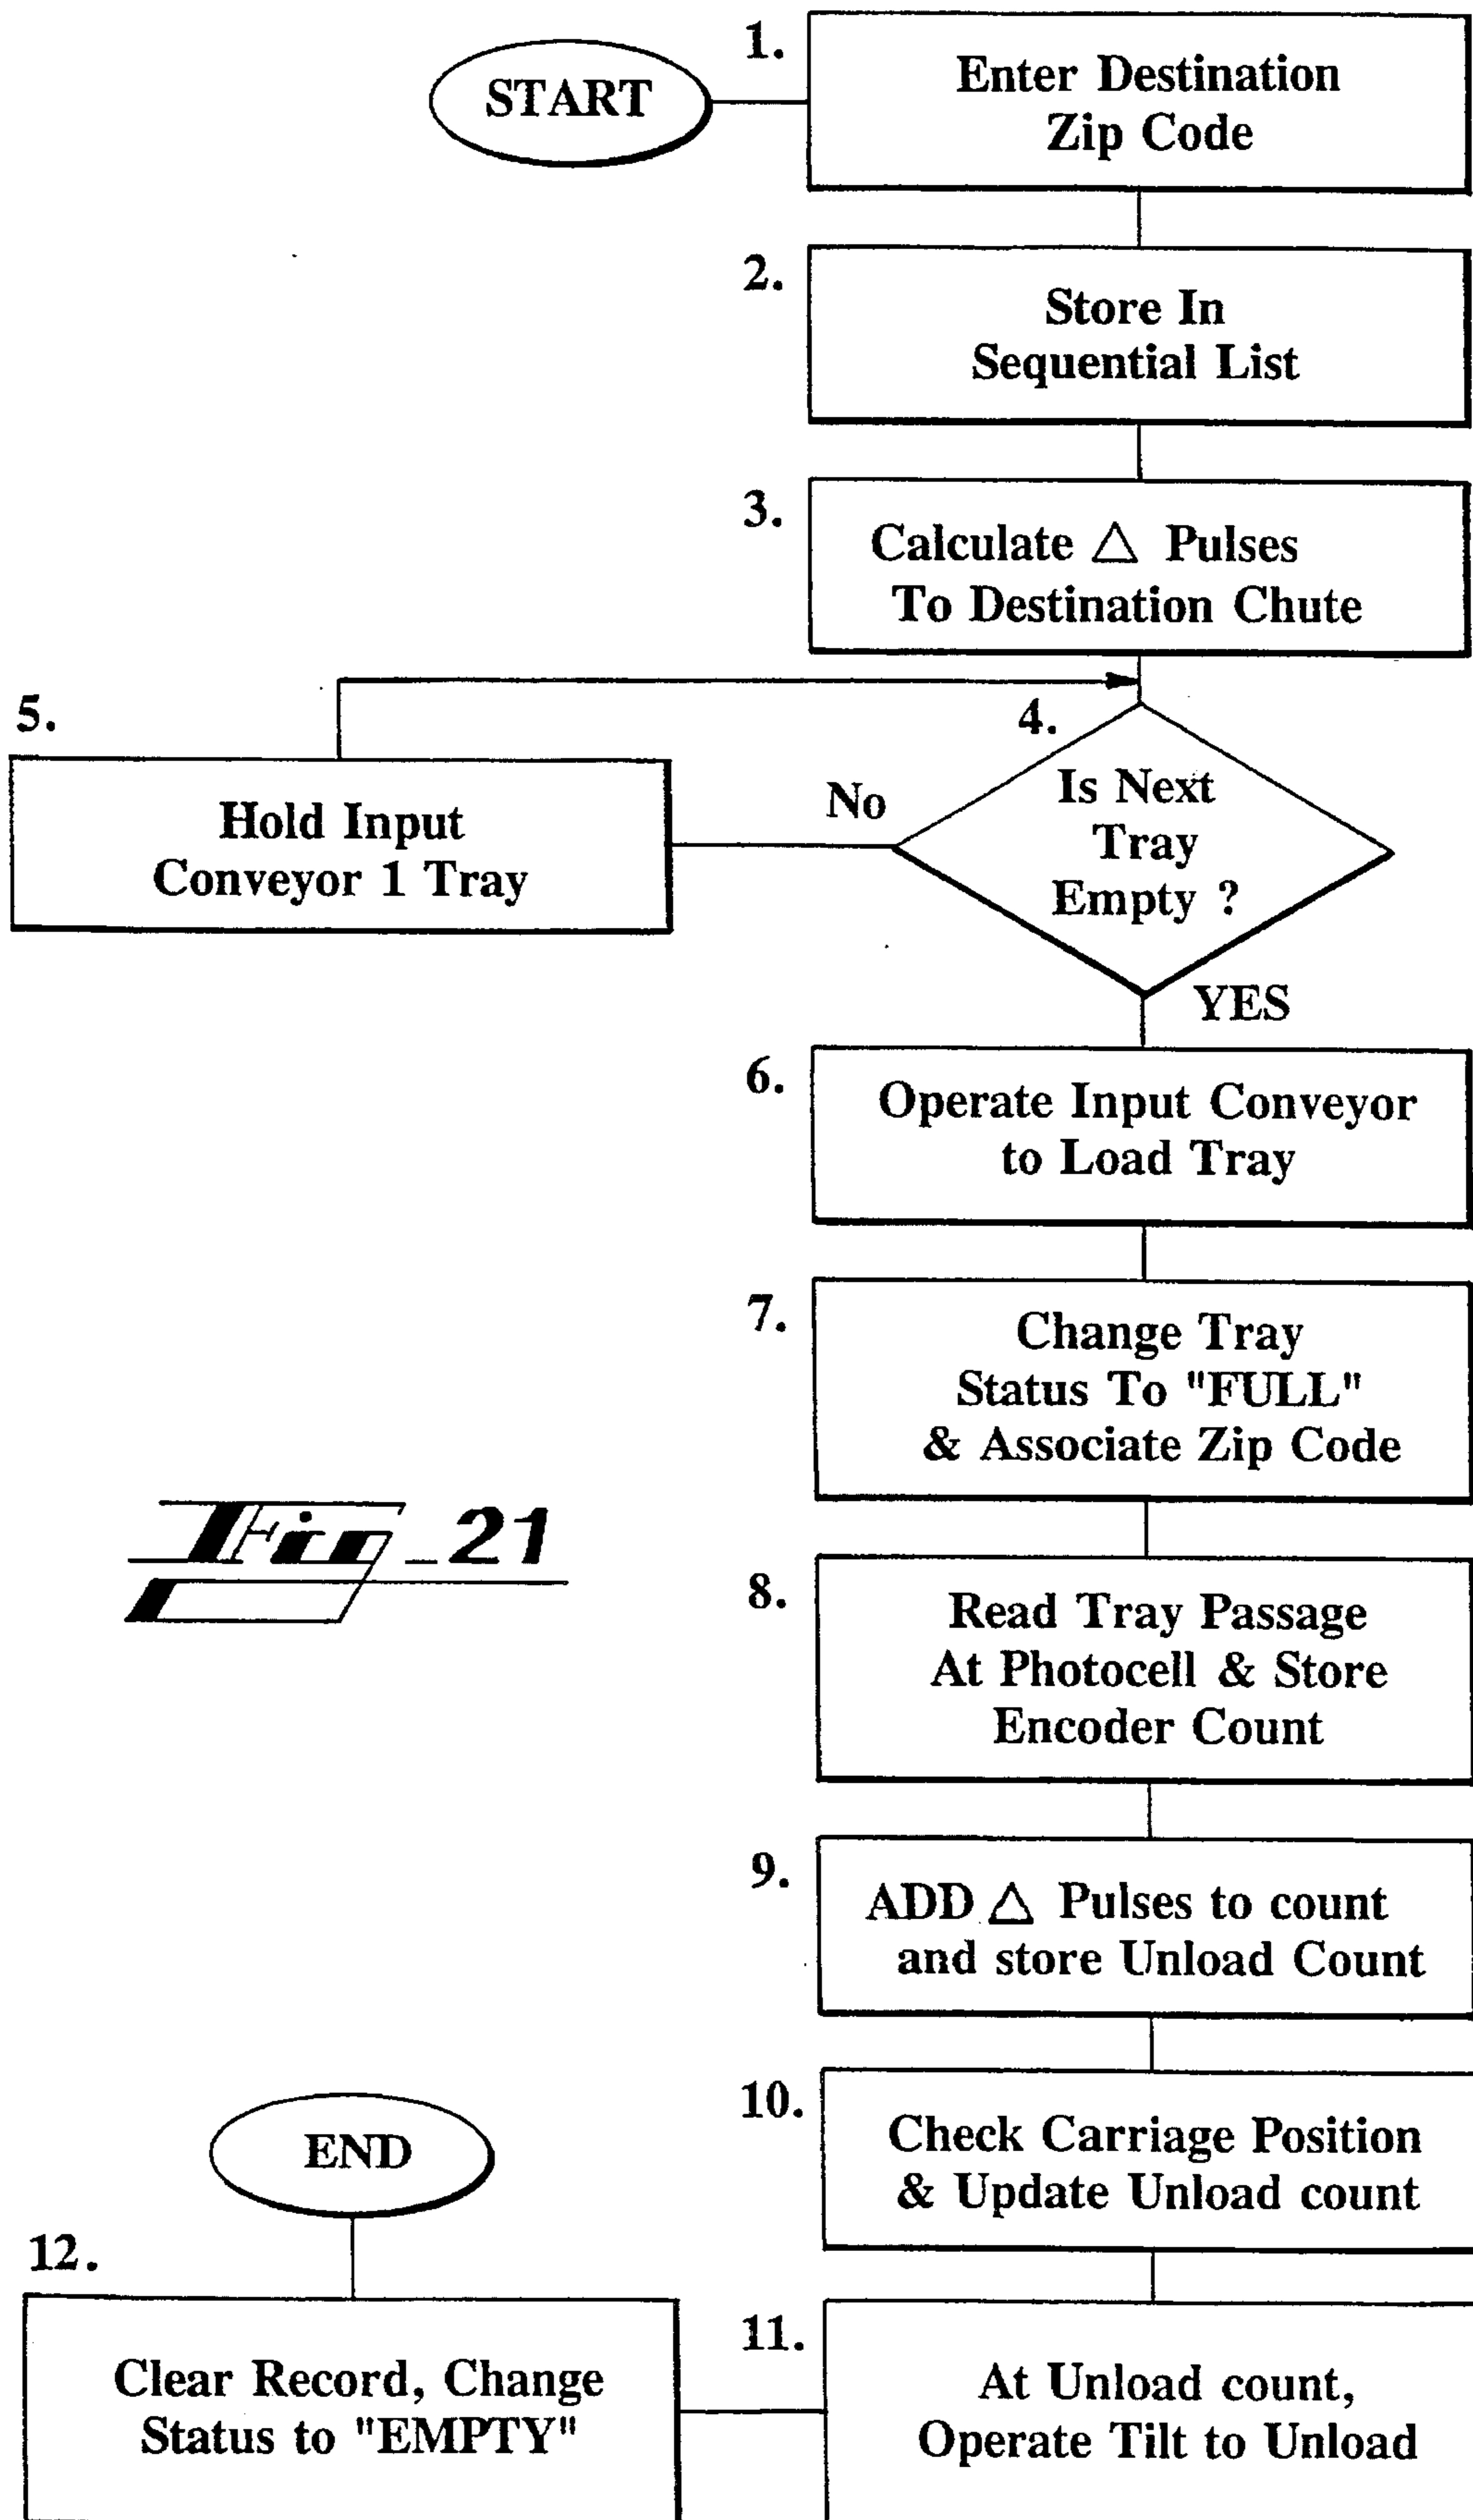 START
1.
Enter Destination
Zip Code
2.
Store In
Sequential List
3.
Calculate △ Pulses
To Destination Chute
4.
Is Next
Tray
Empty ?
No
5.
Hold Input
Conveyor 1 Tray
YES
6.
Operate Input Conveyor
to Load Tray
7.
Change Tray
Status To "FULL"
& Associate Zip Code
8.
Read Tray Passage
At Photocell & Store
Encoder Count
9.
ADD △ Pulses to count
and store Unload Count
10.
Check Carriage Position
& Update Unload count
11.
At Unload count,
Operate Tilt to Unload
12.
Clear Record, Change
Status to "EMPTY"
END
Fig_21